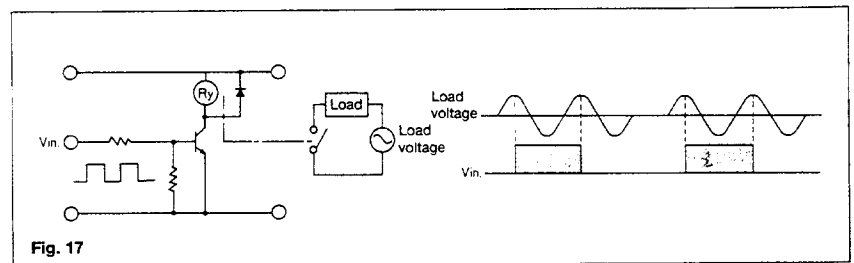 Ry
Load
Load
voltage
Vin.
Load
voltage
Vin.
Fig. 17